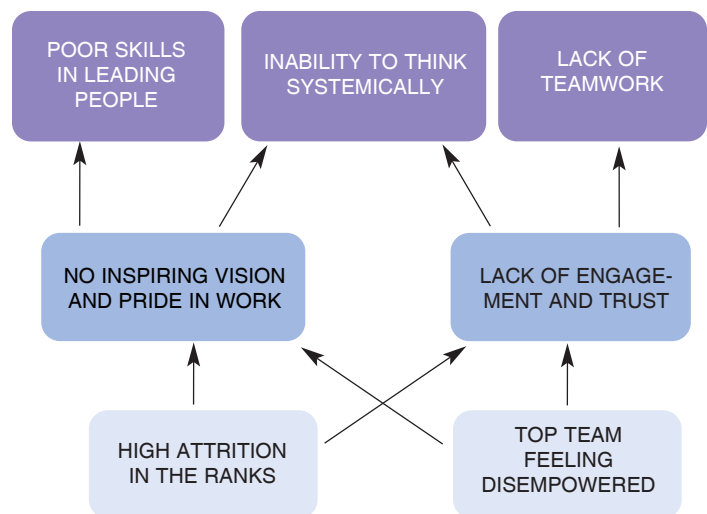 POOR SKILLS
IN LEADING
PEOPLE
INABILITY TO THINK
SYSTEMICALLY
LACK OF
TEAMWORK
NO INSPIRING VISION
AND PRIDE IN WORK
LACK OF ENGAGE-
MENT AND TRUST
HIGH ATTRITION
IN THE RANKS
TOP TEAM
FEELING
DISEMPOWERED